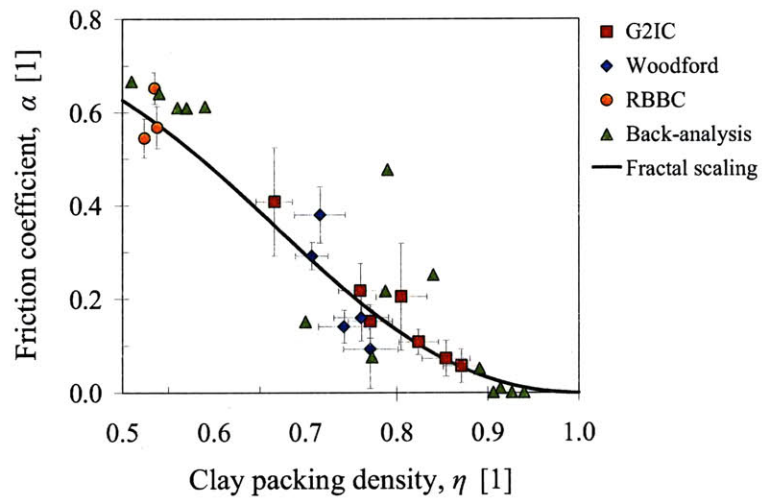 0.8
0.6
0.4
0.2
0.0
Friction coefficient, α [1]
0.5 0.6 0.7 0.8 0.9 1.0
Clay packing density, η [1]
G2IC
Woodford
RBBC
Back-analysis
Fractal scaling